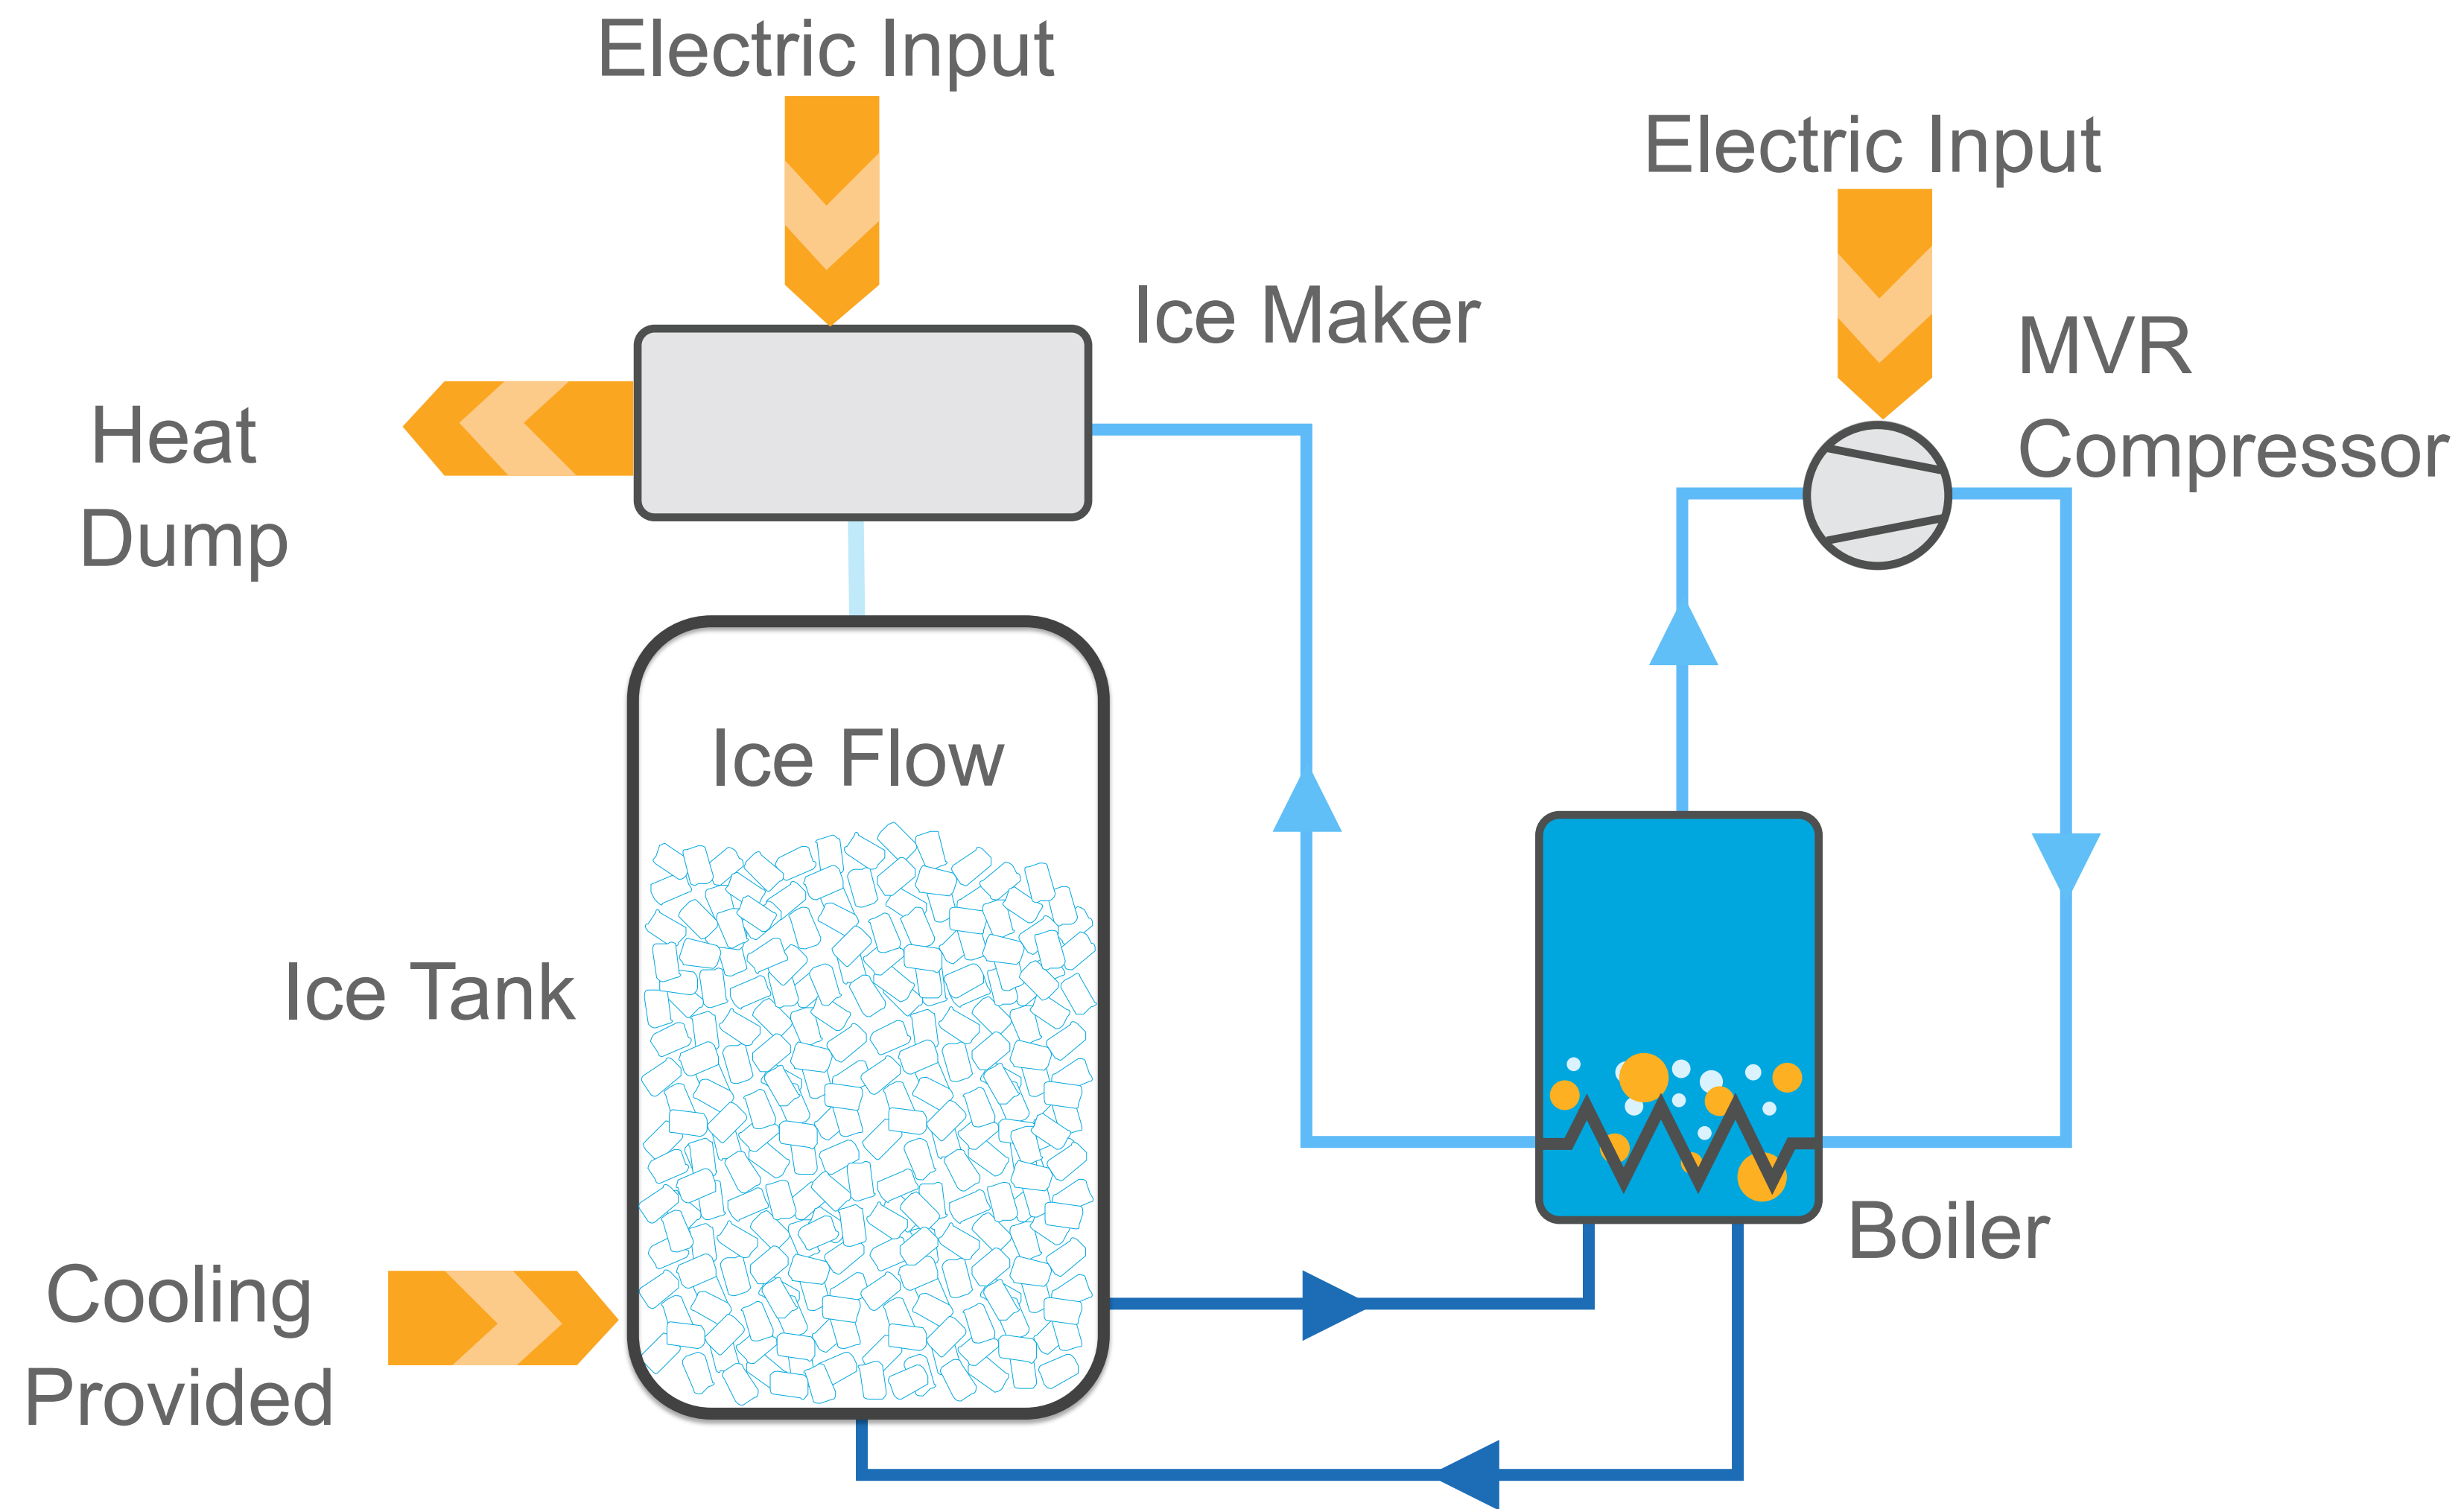 Electric Input
Electric Input
Ice Maker
MVR
Compressor
Heat
Dump
Ice Flow
Ice Tank
Boiler
Cooling
Provided